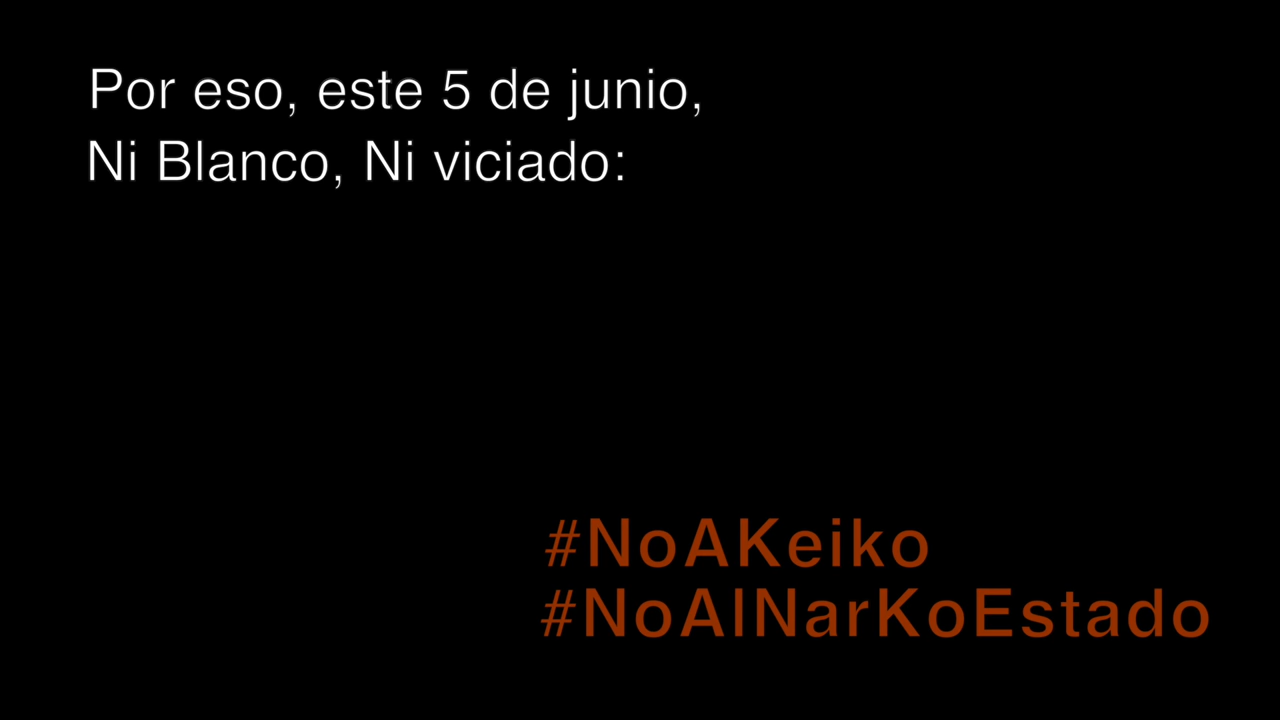 Por eso, este 5 de junio,
Ni Blanco, Ni viciado:
#NoAKeiko
#NoAlNarKoEstado